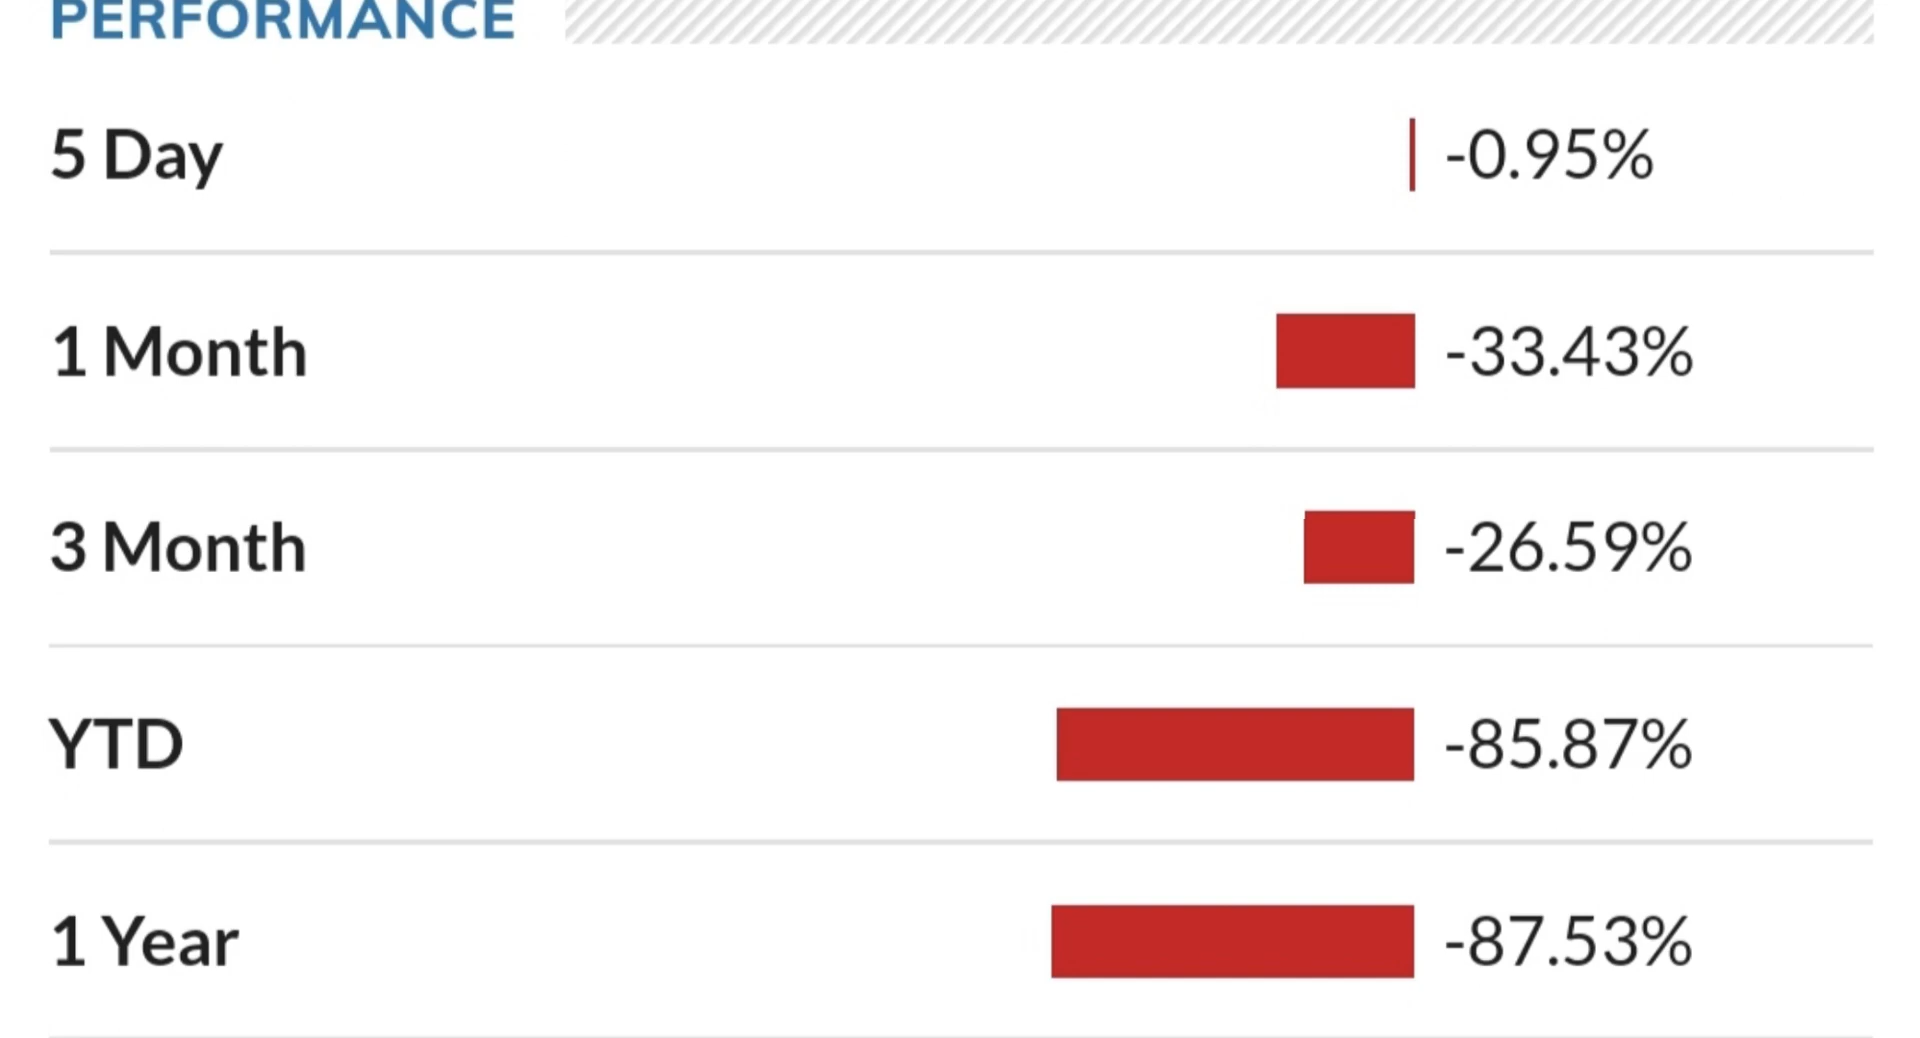 PERFORMANCE
5 Day -0.95%
1 Month -33.43%
3 Month -26.59%
YTD -85.87%
1 Year -87.53%